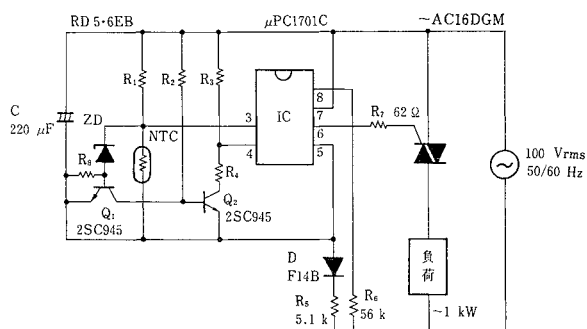 RD 5・6EB
μPC1701C
~AC16DGM
R₁
R₂
R₃
C
220 μF
ZD
NTC
3
4
IC
8
7
6
5
R₇ 62 Ω
100 Vrms
50/60 Hz
R₈
R₄
Q₁
2SC945
Q₂
2SC945
D
F14B
R₅
5.1 k
R₆
56 k
負荷
~1 kW